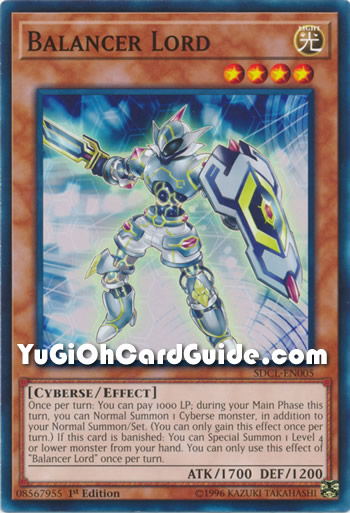 BALANCER LORD
LIGHT
光
YuGiOhCardGuide.com
SDCL-EN005
[CYBERSE/EFFECT]
Once per turn: You can pay 1000 LP; during your Main Phase this
turn, you can Normal Summon 1 Cyberse monster, in addition to
your Normal Summon/Set. (You can only gain this effect once per
turn.) If this card is banished: You can Special Summon 1 Level 4
or lower monster from your hand. You can only use this effect of
"Balancer Lord" once per turn.
ATK/1700 DEF/1200
08567955 1st Edition ©1996 KAZUKI TAKAHASHI